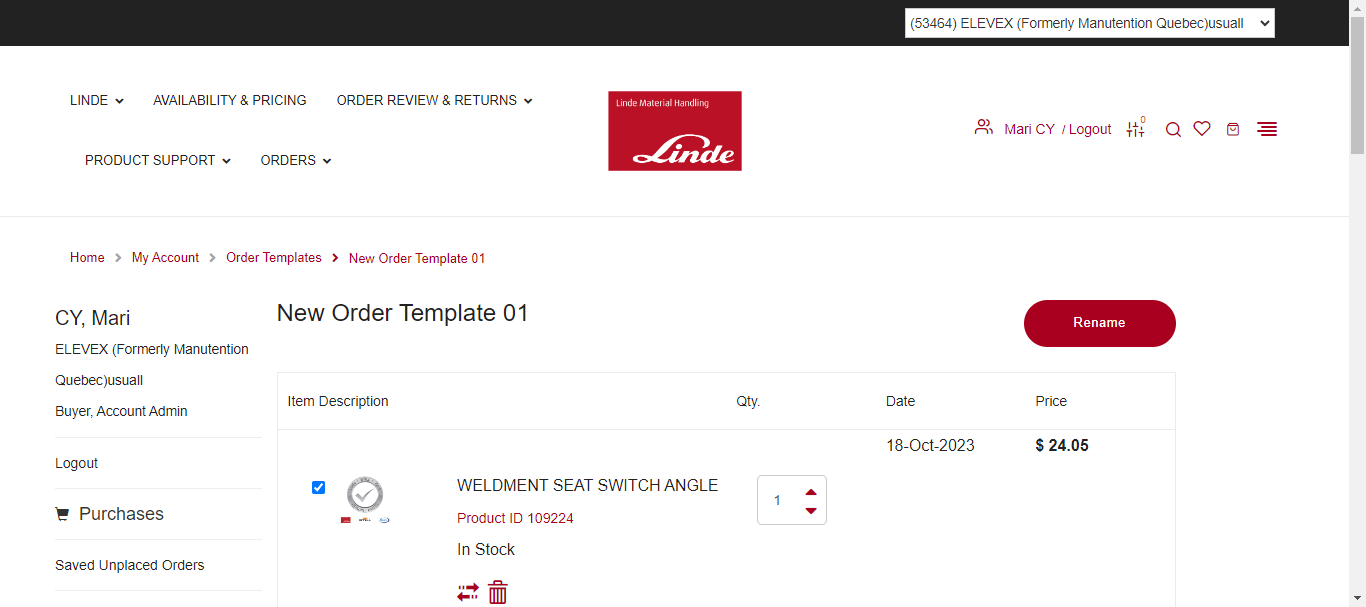 (53464) ELEVEX (Formerly Manutention Quebec)usuall
LINDE
AVAILABILITY & PRICING
ORDER REVIEW & RETURNS
PRODUCT SUPPORT
ORDERS
Linde Material Handling
Linde
Mari CY / Logout
0
Home
My Account
Order Templates
New Order Template 01
CY, Mari
ELEVEX (Formerly Manutention
Quebec)usuall
Buyer, Account Admin
Logout
Purchases
Saved Unplaced Orders
New Order Template 01
Rename
Item Description
Qty.
Date
Price
18-Oct-2023
$ 24.05
WELDMENT SEAT SWITCH ANGLE
1
Product ID 109224
In Stock